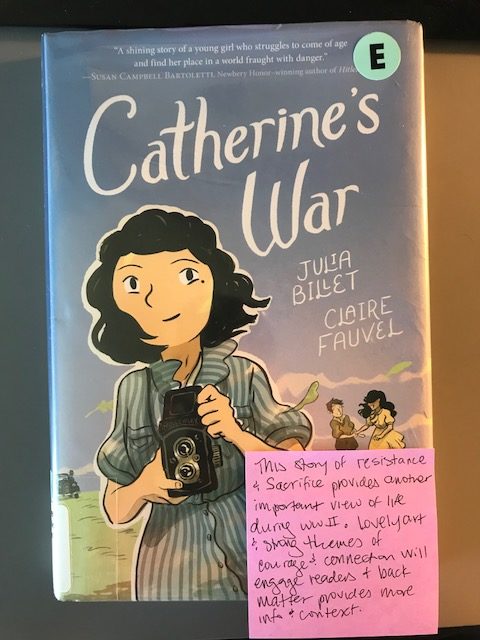 "A shining story of a young girl who struggles to come of age
and find her place in a world fraught with danger."
—SUSAN CAMPBELL BARTOLETTI, Newbery Honor–winning author of Hitler
E
Catherine's
War
JULIA
BILLET
CLAIRE
FAUVEL
This story of resistance
& Sacrifice provides another
important view of life
during WWII. Lovely art
& strong themes of
courage & connection will
engage readers & back
matter provides more
info & context.